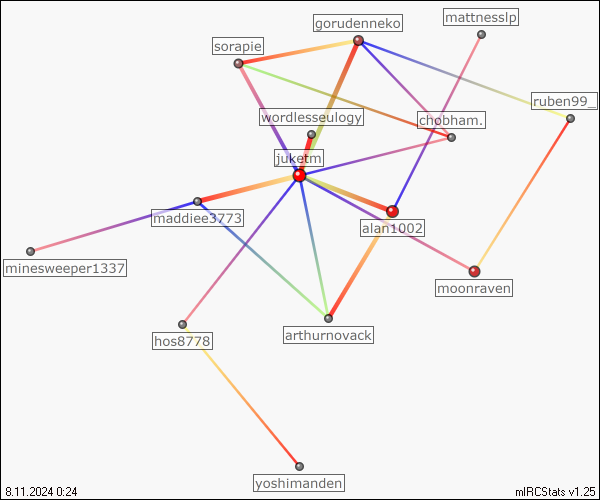 mattnesslp
gorudenneko
sorapie
ruben99_
wordlesseulogy
chobham.
juketm
maddiee3773
alan1002
minesweeper1337
moonraven
arthurnovack
hos8778
yoshimanden
8.11.2024 0:24
mIRCStats v1.25